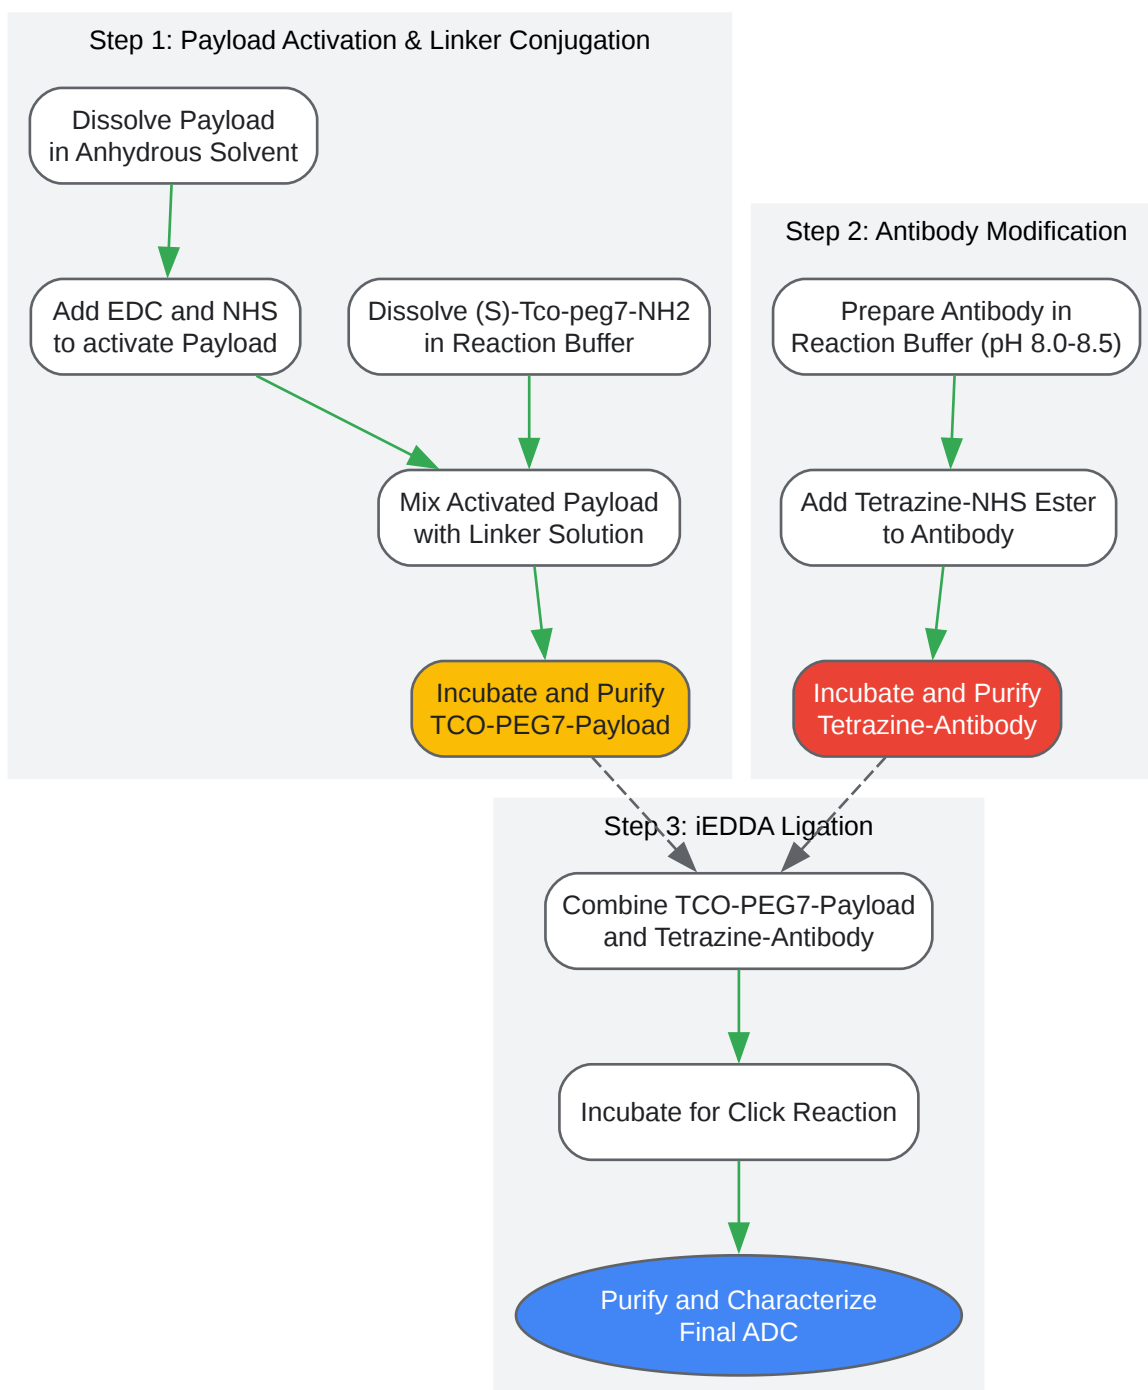 Step 1: Payload Activation & Linker Conjugation
Dissolve Payload
in Anhydrous Solvent
Add EDC and NHS
to activate Payload
Dissolve (S)-Tco-peg7-NH2
in Reaction Buffer
Mix Activated Payload
with Linker Solution
Incubate and Purify
TCO-PEG7-Payload
Step 2: Antibody Modification
Prepare Antibody in
Reaction Buffer (pH 8.0-8.5)
Add Tetrazine-NHS Ester
to Antibody
Incubate and Purify
Tetrazine-Antibody
Step 3: iEDDA Ligation
Combine TCO-PEG7-Payload
and Tetrazine-Antibody
Incubate for Click Reaction
Purify and Characterize
Final ADC